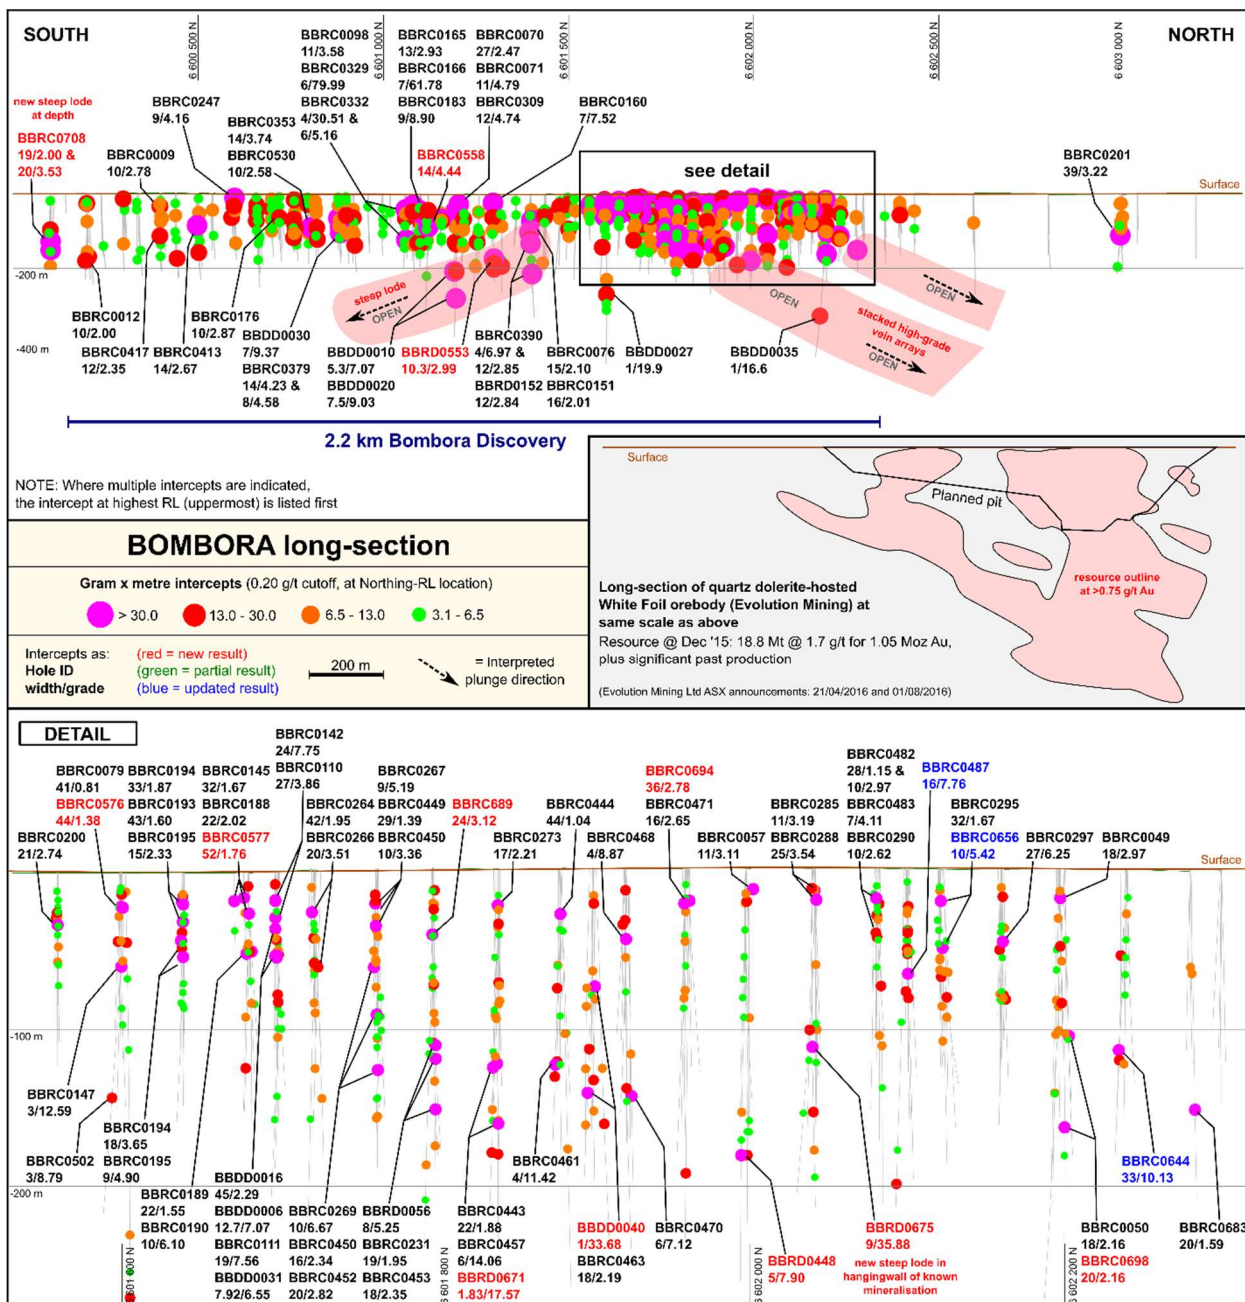 SOUTH
NORTH
6 600 500 N
6 601 000 N
6 601 500 N
6 602 000 N
6 602 500 N
6 603 000 N
BBRC0098
11/3.58
BBRC0329
6/79.99
BBRC0332
4/30.51 &
6/5.16
BBRC0165
13/2.93
BBRC0166
7/61.78
BBRC0183
9/8.90
BBRC0070
27/2.47
BBRC0071
11/4.79
BBRC0309
12/4.74
BBRC0160
7/7.52
BBRC0247
9/4.16
BBRC0353
14/3.74
BBRC0530
10/2.58
new steep lode
at depth
BBRC0708
19/2.00 &
20/3.53
BBRC0009
10/2.78
BBRC0558
14/4.44
see detail
BBRC0201
39/3.22
Surface
-200 m
-400 m
steep lode
OPEN
OPEN
OPEN
OPEN
stacked high-grade
vein arrays
BBRC0012
10/2.00
BBRC0417
12/2.35
BBRC0413
14/2.67
BBRC0176
10/2.87
BBDD0030
7/9.37
BBRC0379
14/4.23 &
8/4.58
BBDD0010
5.3/7.07
BBDD0020
7.5/9.03
BBRD0553
10.3/2.99
BBRC0390
4/6.97 &
12/2.85
BBRD0152
12/2.84
BBRC0076
15/2.10
BBRC0151
16/2.01
BBDD0027
1/19.9
BBDD0035
1/16.6
2.2 km Bombora Discovery
NOTE: Where multiple intercepts are indicated,
the intercept at highest RL (uppermost) is listed first
BOMBORA long-section
Gram x metre intercepts (0.20 g/t cutoff, at Northing-RL location)
> 30.0
13.0 - 30.0
6.5 - 13.0
3.1 - 6.5
Intercepts as:
Hole ID
width/grade
(red = new result)
(green = partial result)
(blue = updated result)
200 m
= Interpreted
plunge direction
Surface
Planned pit
resource outline
at >0.75 g/t Au
Long-section of quartz dolerite-hosted
White Foil orebody (Evolution Mining) at
same scale as above
Resource @ Dec '15: 18.8 Mt @ 1.7 g/t for 1.05 Moz Au,
plus significant past production
(Evolution Mining Ltd ASX announcements: 21/04/2016 and 01/08/2016)
DETAIL
BBRC0079
41/0.81
BBRC0576
44/1.38
BBRC0200
21/2.74
BBRC0194
33/1.87
BBRC0193
43/1.60
BBRC0195
15/2.33
BBRC0145
32/1.67
BBRC0188
22/2.02
BBRC0577
52/1.76
BBRC0142
24/7.75
BBRC0110
27/3.86
BBRC0264
42/1.95
BBRC0266
20/3.51
BBRC0267
9/5.19
BBRC0449
29/1.39
BBRC0450
10/3.36
BBRC689
24/3.12
BBRC0273
17/2.21
BBRC0444
44/1.04
BBRC0468
4/8.87
BBRC0694
36/2.78
BBRC0471
16/2.65
BBRC0057
11/3.11
BBRC0285
11/3.19
BBRC0288
25/3.54
BBRC0482
28/1.15 &
10/2.97
BBRC0483
7/4.11
BBRC0290
10/2.62
BBRC0487
16/7.76
BBRC0295
32/1.67
BBRC0656
10/5.42
BBRC0297
27/6.25
BBRC0049
18/2.97
Surface
-100 m
-200 m
BBRC0147
3/12.59
BBRC0502
3/8.79
BBRC0194
18/3.65
BBRC0195
9/4.90
BBRC0189
22/1.55
BBRC0190
10/6.10
BBDD0016
45/2.29
BBDD0006
12.7/7.07
BBRC0111
19/7.56
BBDD0031
7.92/6.55
BBRC0269
10/6.67
BBRC0450
16/2.34
BBRC0452
20/2.82
BBRD0056
8/5.25
BBRC0231
19/1.95
BBRC0453
18/2.35
BBRC0443
22/1.88
BBRC0457
6/14.06
BBRD0671
1.83/17.57
BBRC0461
4/11.42
BBDD0040
1/33.68
BBRC0463
18/2.19
BBRC0470
6/7.12
BBRD0448
5/7.90
BBRD0675
9/35.88
new steep lode in
hangingwall of known
mineralisation
BBRC0050
18/2.16
BBRC0698
20/2.16
BBRC0644
33/10.13
BBRC0683
20/1.59
6 601 600 N
6 601 800 N
6 602 000 N
6 602 200 N